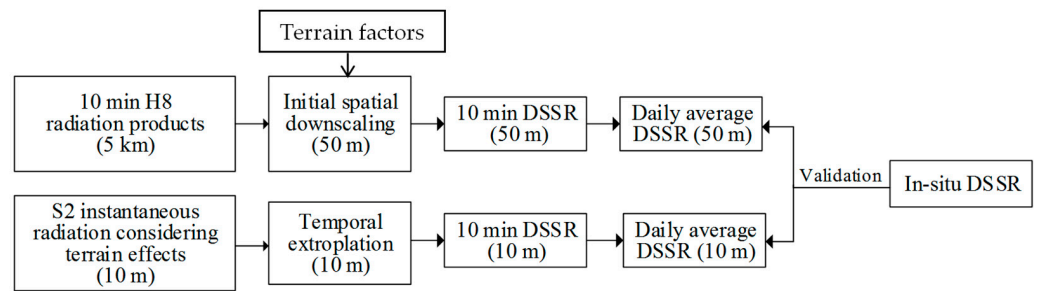 Terrain factors
10 min H8
radiation products
(5 km)
Initial spatial
downscaling
(50 m)
10 min DSSR
(50 m)
Daily average
DSSR (50 m)
Validation
In-situ DSSR
S2 instantaneous
radiation considering
terrain effects
(10 m)
Temporal
extroplation
(10 m)
10 min DSSR
(10 m)
Daily average
DSSR (10 m)